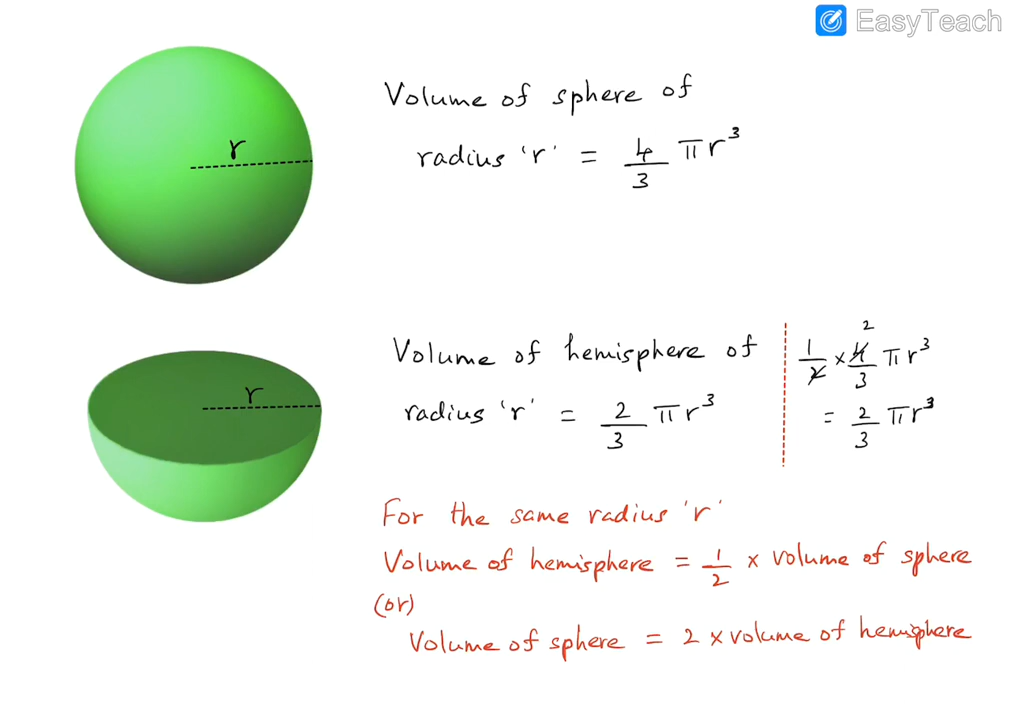 EasyTeach
Volume of sphere of
radius 'r' = 4/3 πr³
r
Volume of hemisphere of
radius 'r' = 2/3 πr³
1/2 × 4/3 πr³
2
= 2/3 πr³
r
For the same radius 'r'
Volume of hemisphere = 1/2 × volume of sphere
(or)
Volume of sphere = 2 × volume of hemisphere